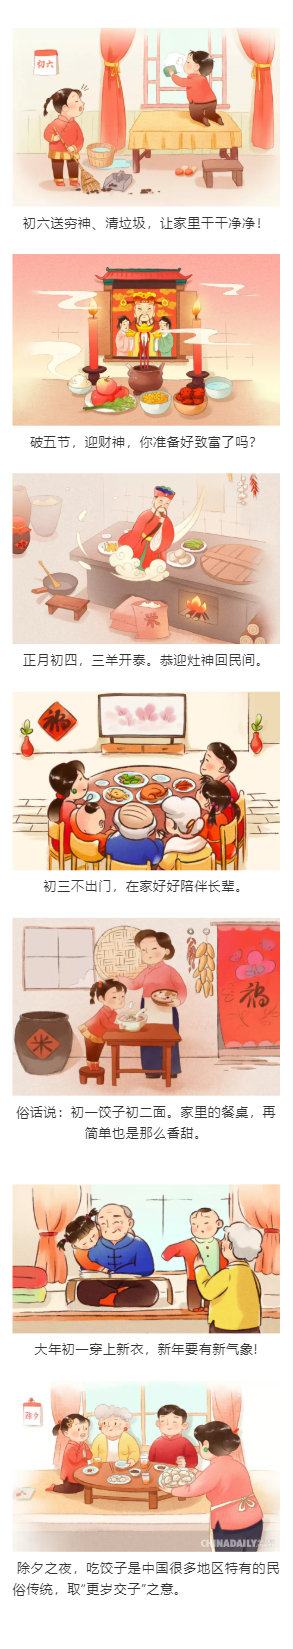 初六
初六送穷神、清垃圾，让家里干干净净！
破五节，迎财神，你准备好致富了吗？
米
正月初四，三羊开泰。恭迎灶神回民间。
福
初三不出门，在家好好陪伴长辈。
米
福
俗话说：初一饺子初二面。家里的餐桌，再
简单也是那么香甜。
大年初一穿上新衣，新年要有新气象!
除夕
CHINADAILY
除夕之夜，吃饺子是中国很多地区特有的民
俗传统，取“更岁交子”之意。